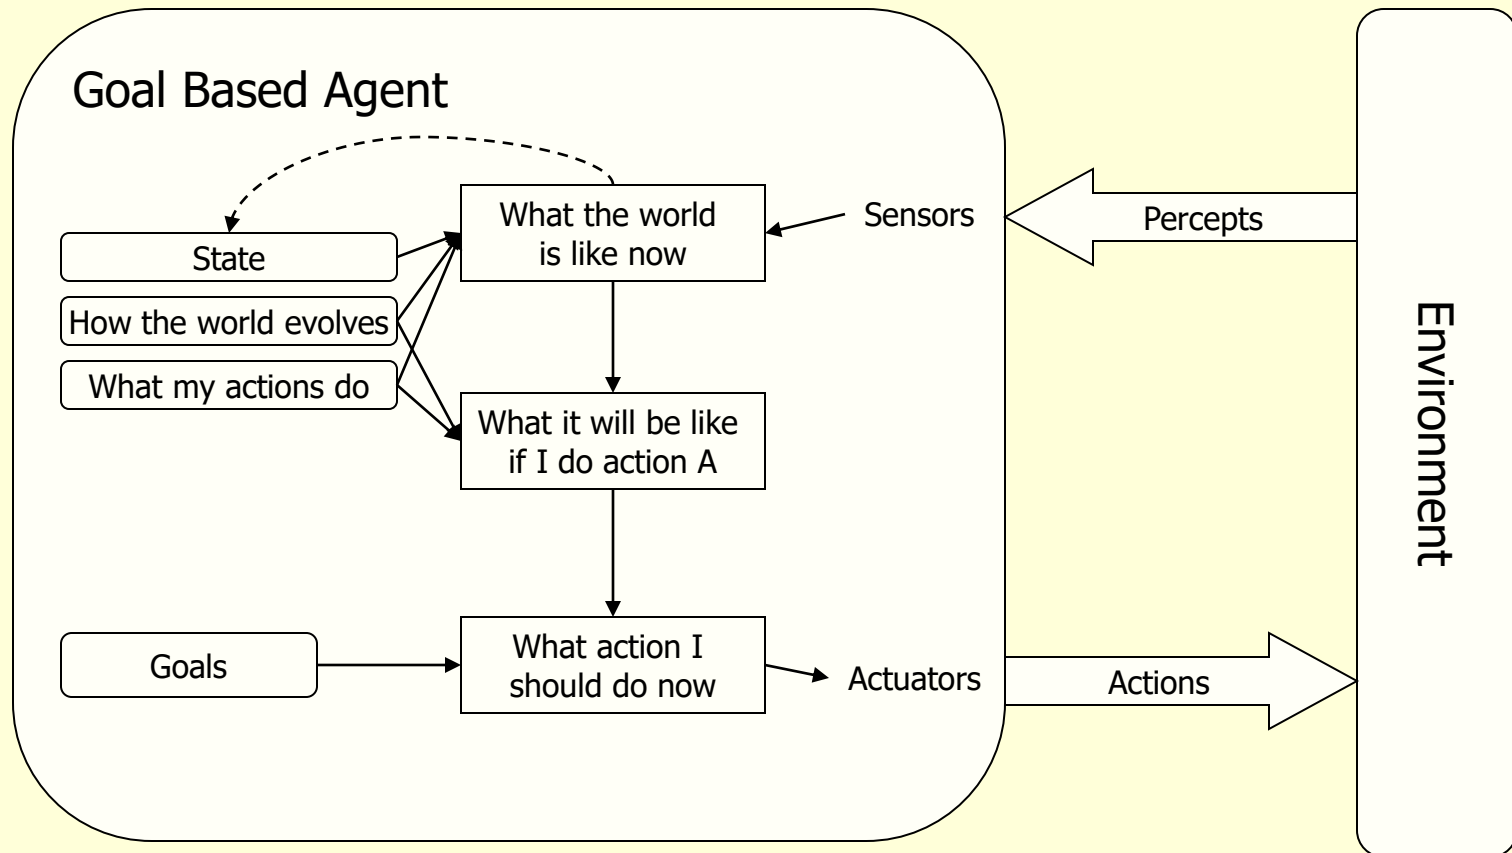 Goal Based Agent
What the world
is like now
Sensors
Percepts
State
How the world evolves
What my actions do
What it will be like
if I do action A
Environment
Goals
What action I
should do now
Actuators
Actions